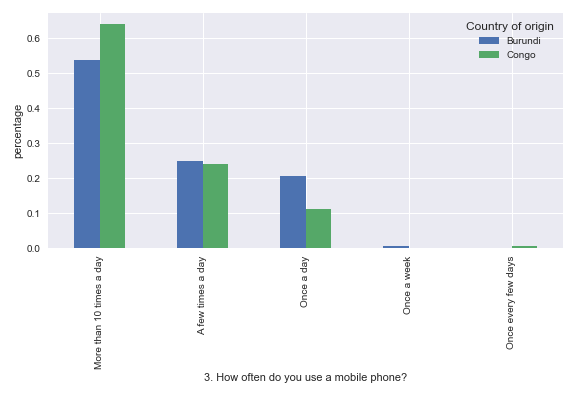 Country of origin
Burundi
Congo
percentage
0.6
0.5
0.4
0.3
0.2
0.1
0.0
More than 10 times a day
A few times a day
Once a day
Once a week
Once every few days
3. How often do you use a mobile phone?